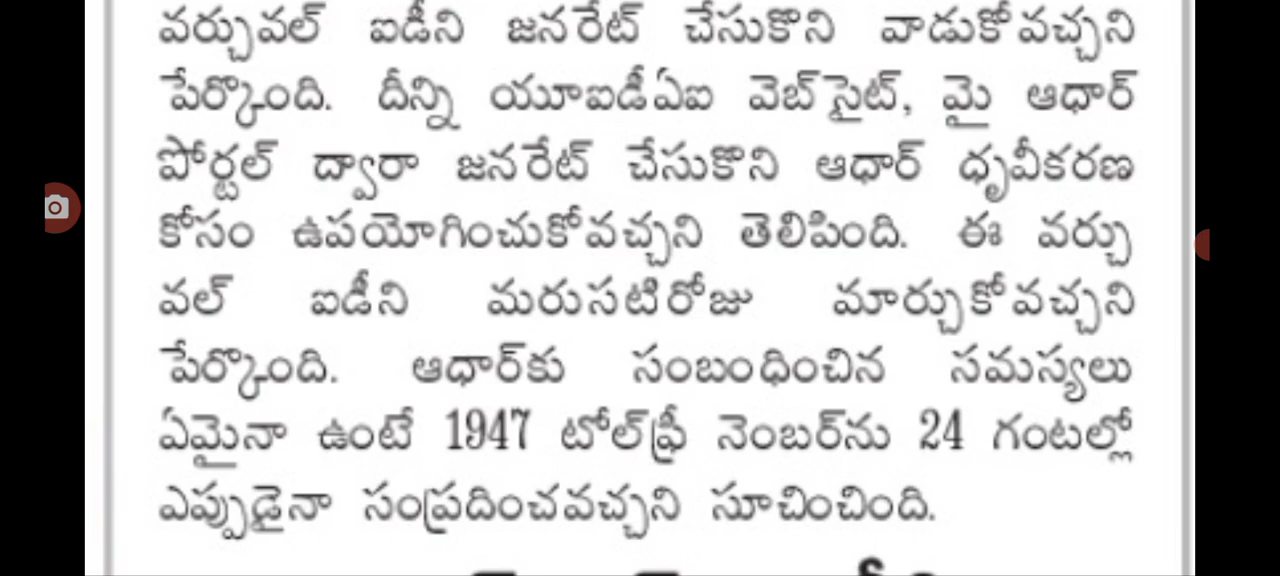 వర్చువల్ ఐడీని జనరేట్ చేసుకొని వాడుకోవచ్చని
పేర్కొంది. దీన్ని యూఐడీఏఐ వెబ్‌సైట్, మై ఆధార్
పోర్టల్ ద్వారా జనరేట్ చేసుకొని ఆధార్ ధృవీకరణ
కోసం ఉపయోగించుకోవచ్చని తెలిపింది. ఈ వర్చు
వల్ ఐడీని మరుసటిరోజు మార్చుకోవచ్చని
పేర్కొంది. ఆధార్‌కు సంబంధించిన సమస్యలు
ఏమైనా ఉంటే 1947 టోల్‌ఫ్రీ నెంబర్‌ను 24 గంటల్లో
ఎప్పుడైనా సంప్రదించవచ్చని సూచించింది.